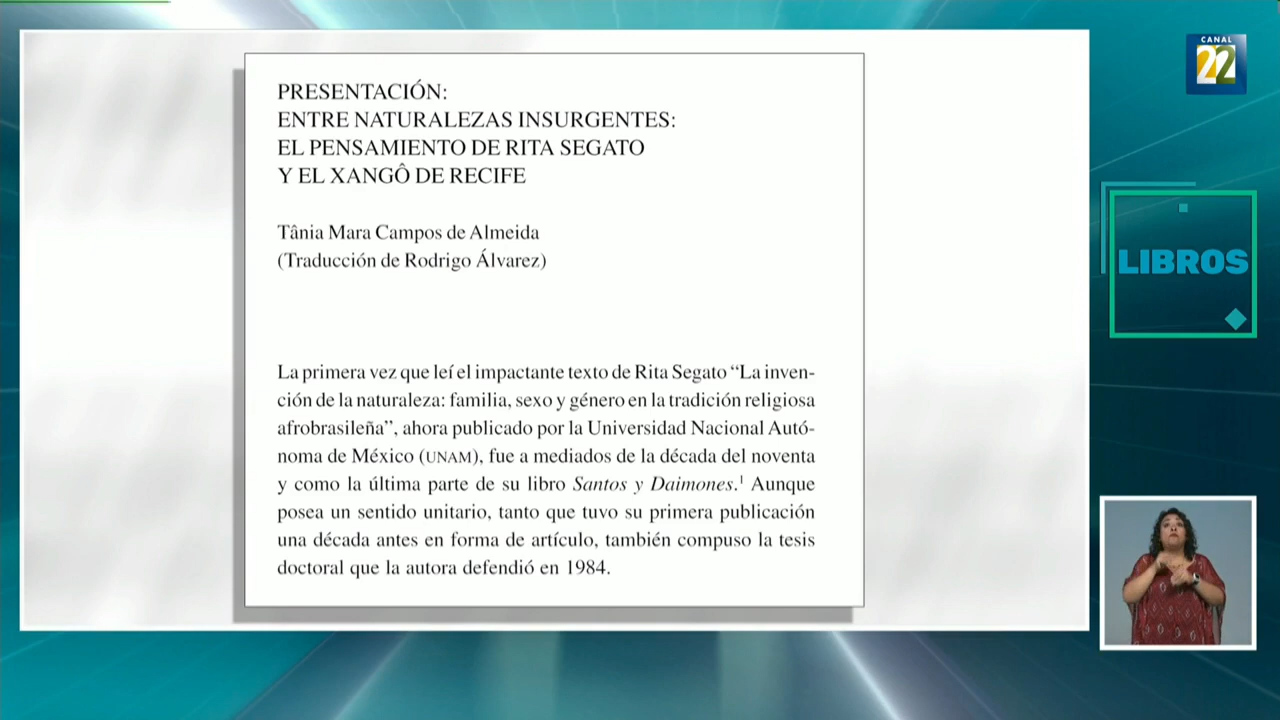 CANAL
22
PRESENTACIÓN:
ENTRE NATURALEZAS INSURGENTES:
EL PENSAMIENTO DE RITA SEGATO
Y EL XANGÔ DE RECIFE
Tânia Mara Campos de Almeida
(Traducción de Rodrigo Álvarez)
La primera vez que leí el impactante texto de Rita Segato “La inven-
ción de la naturaleza: familia, sexo y género en la tradición religiosa
afrobrasileña”, ahora publicado por la Universidad Nacional Autó-
noma de México (UNAM), fue a mediados de la década del noventa
y como la última parte de su libro Santos y Daimones.¹ Aunque
posea un sentido unitario, tanto que tuvo su primera publicación
una década antes en forma de artículo, también compuso la tesis
doctoral que la autora defendió en 1984.
LIBROS